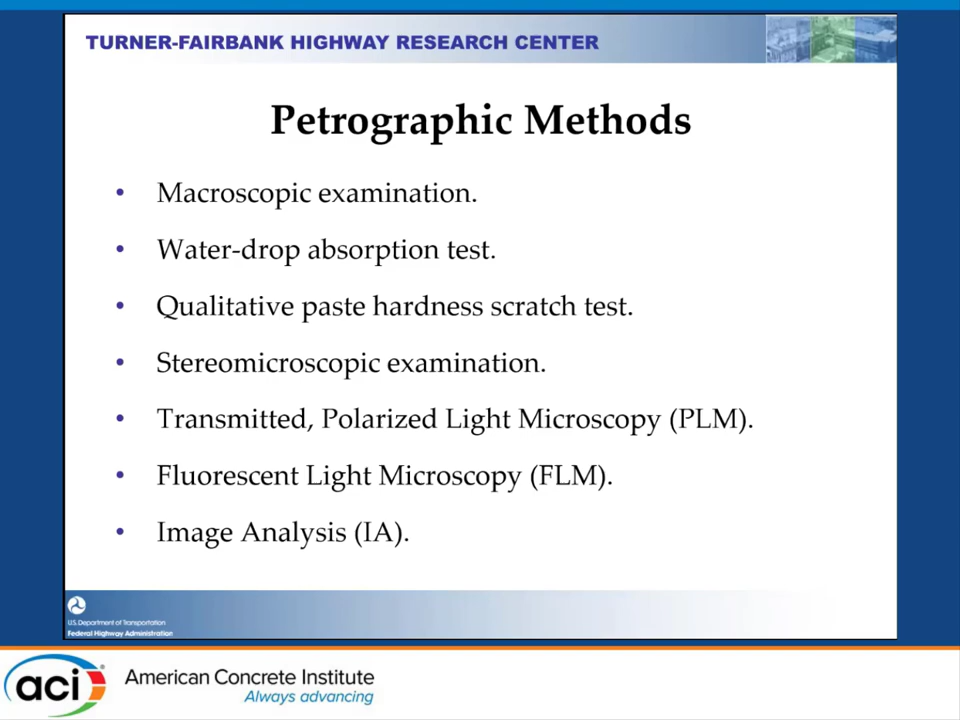 TURNER-FAIRBANK HIGHWAY RESEARCH CENTER
Petrographic Methods
• Macroscopic examination.
• Water-drop absorption test.
• Qualitative paste hardness scratch test.
• Stereomicroscopic examination.
• Transmitted, Polarized Light Microscopy (PLM).
• Fluorescent Light Microscopy (FLM).
• Image Analysis (IA).
U.S. Department of Transportation
Federal Highway Administration
aci®
American Concrete Institute
Always advancing